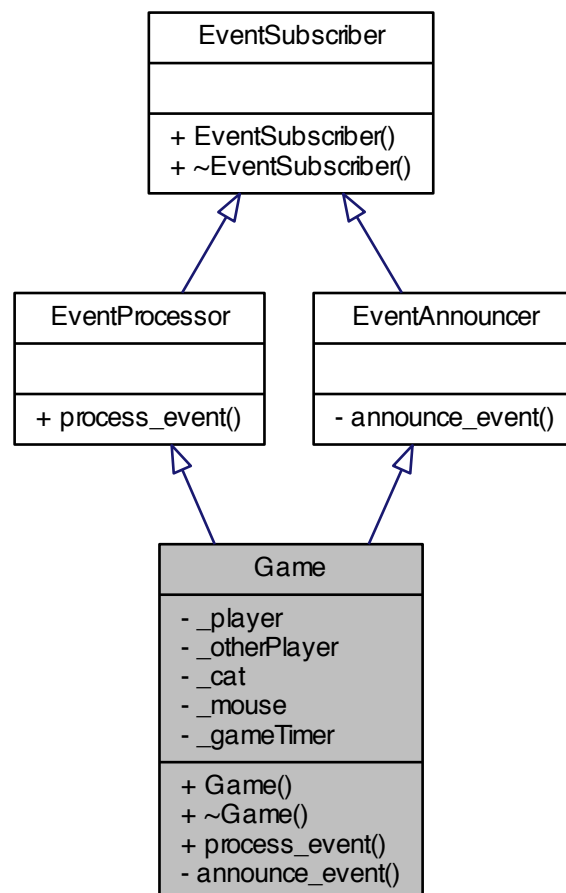 EventSubscriber
+ EventSubscriber()
+ ~EventSubscriber()
EventProcessor
+ process_event()
EventAnnouncer
- announce_event()
Game
- _player
- _otherPlayer
- _cat
- _mouse
- _gameTimer
+ Game()
+ ~Game()
+ process_event()
- announce_event()